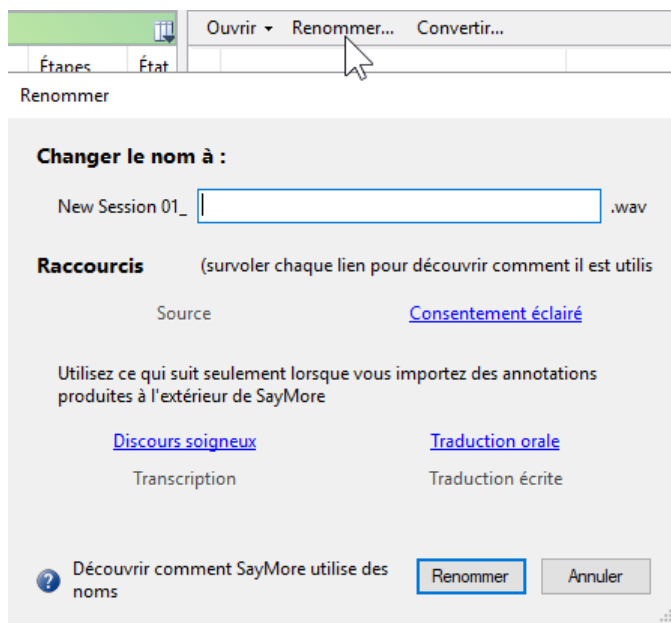 Ouvrir Renommer... Convertir...
Étapes État
Renommer
Changer le nom à :
New Session 01_ .wav
Raccourcis (survoler chaque lien pour découvrir comment il est utilis
Source Consentement éclairé
Utilisez ce qui suit seulement lorsque vous importez des annotations
produites à l'extérieur de SayMore
Discours soigneux Traduction orale
Transcription Traduction écrite
Découvrir comment SayMore utilise des
noms
Renommer Annuler